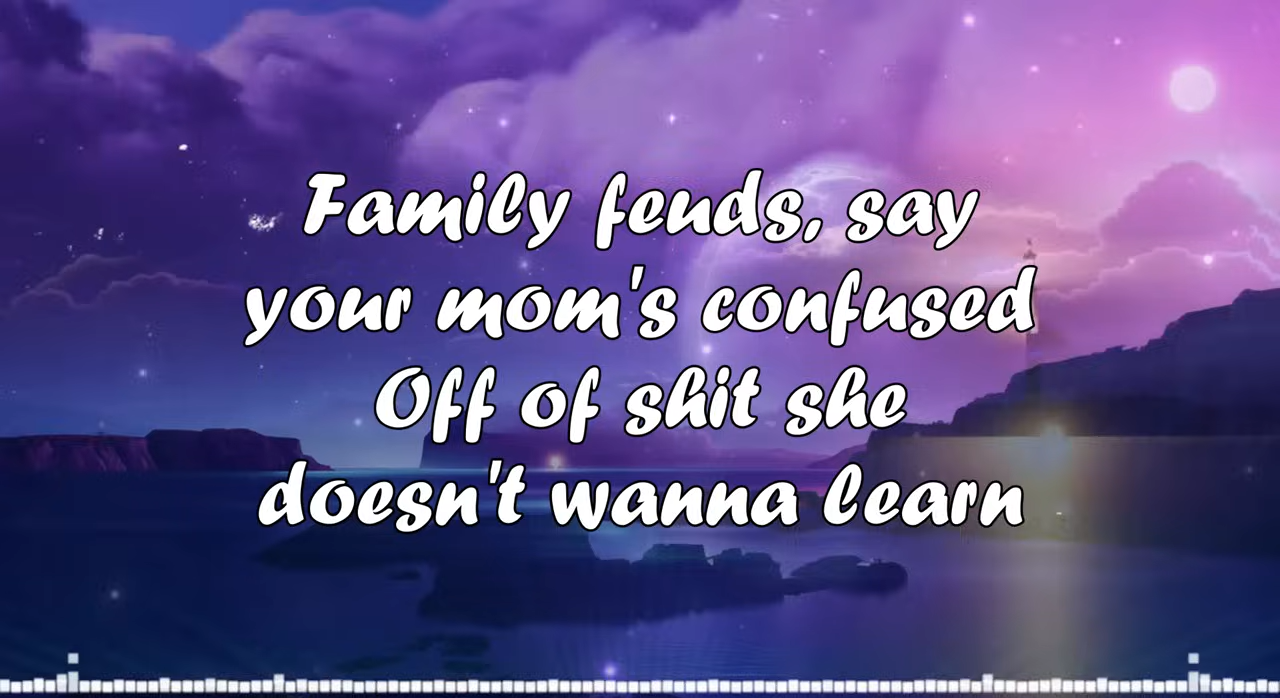 Family feuds, say
your mom's confused
Off of shit she
doesn't wanna learn